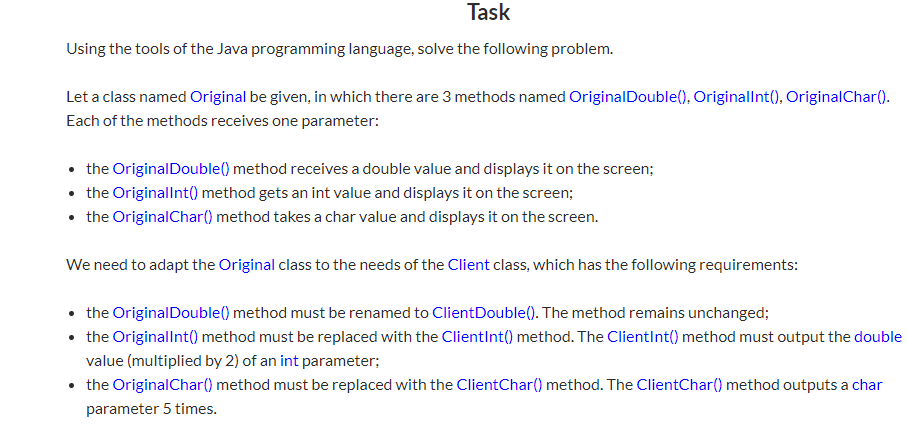 Task
Using the tools of the Java programming language, solve the following problem.
Let a class named Original be given, in which there are 3 methods named OriginalDouble(), OriginalInt(), OriginalChar().
Each of the methods receives one parameter:
• the OriginalDouble() method receives a double value and displays it on the screen;
• the OriginalInt() method gets an int value and displays it on the screen;
• the OriginalChar() method takes a char value and displays it on the screen.
We need to adapt the Original class to the needs of the Client class, which has the following requirements:
• the OriginalDouble() method must be renamed to ClientDouble(). The method remains unchanged;
• the OriginalInt() method must be replaced with the ClientInt() method. The ClientInt() method must output the double
value (multiplied by 2) of an int parameter;
• the OriginalChar() method must be replaced with the ClientChar() method. The ClientChar() method outputs a char
parameter 5 times.